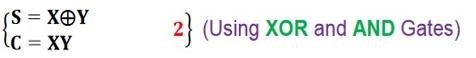 S = X⊕Y
C = XY
2} (Using XOR and AND Gates)